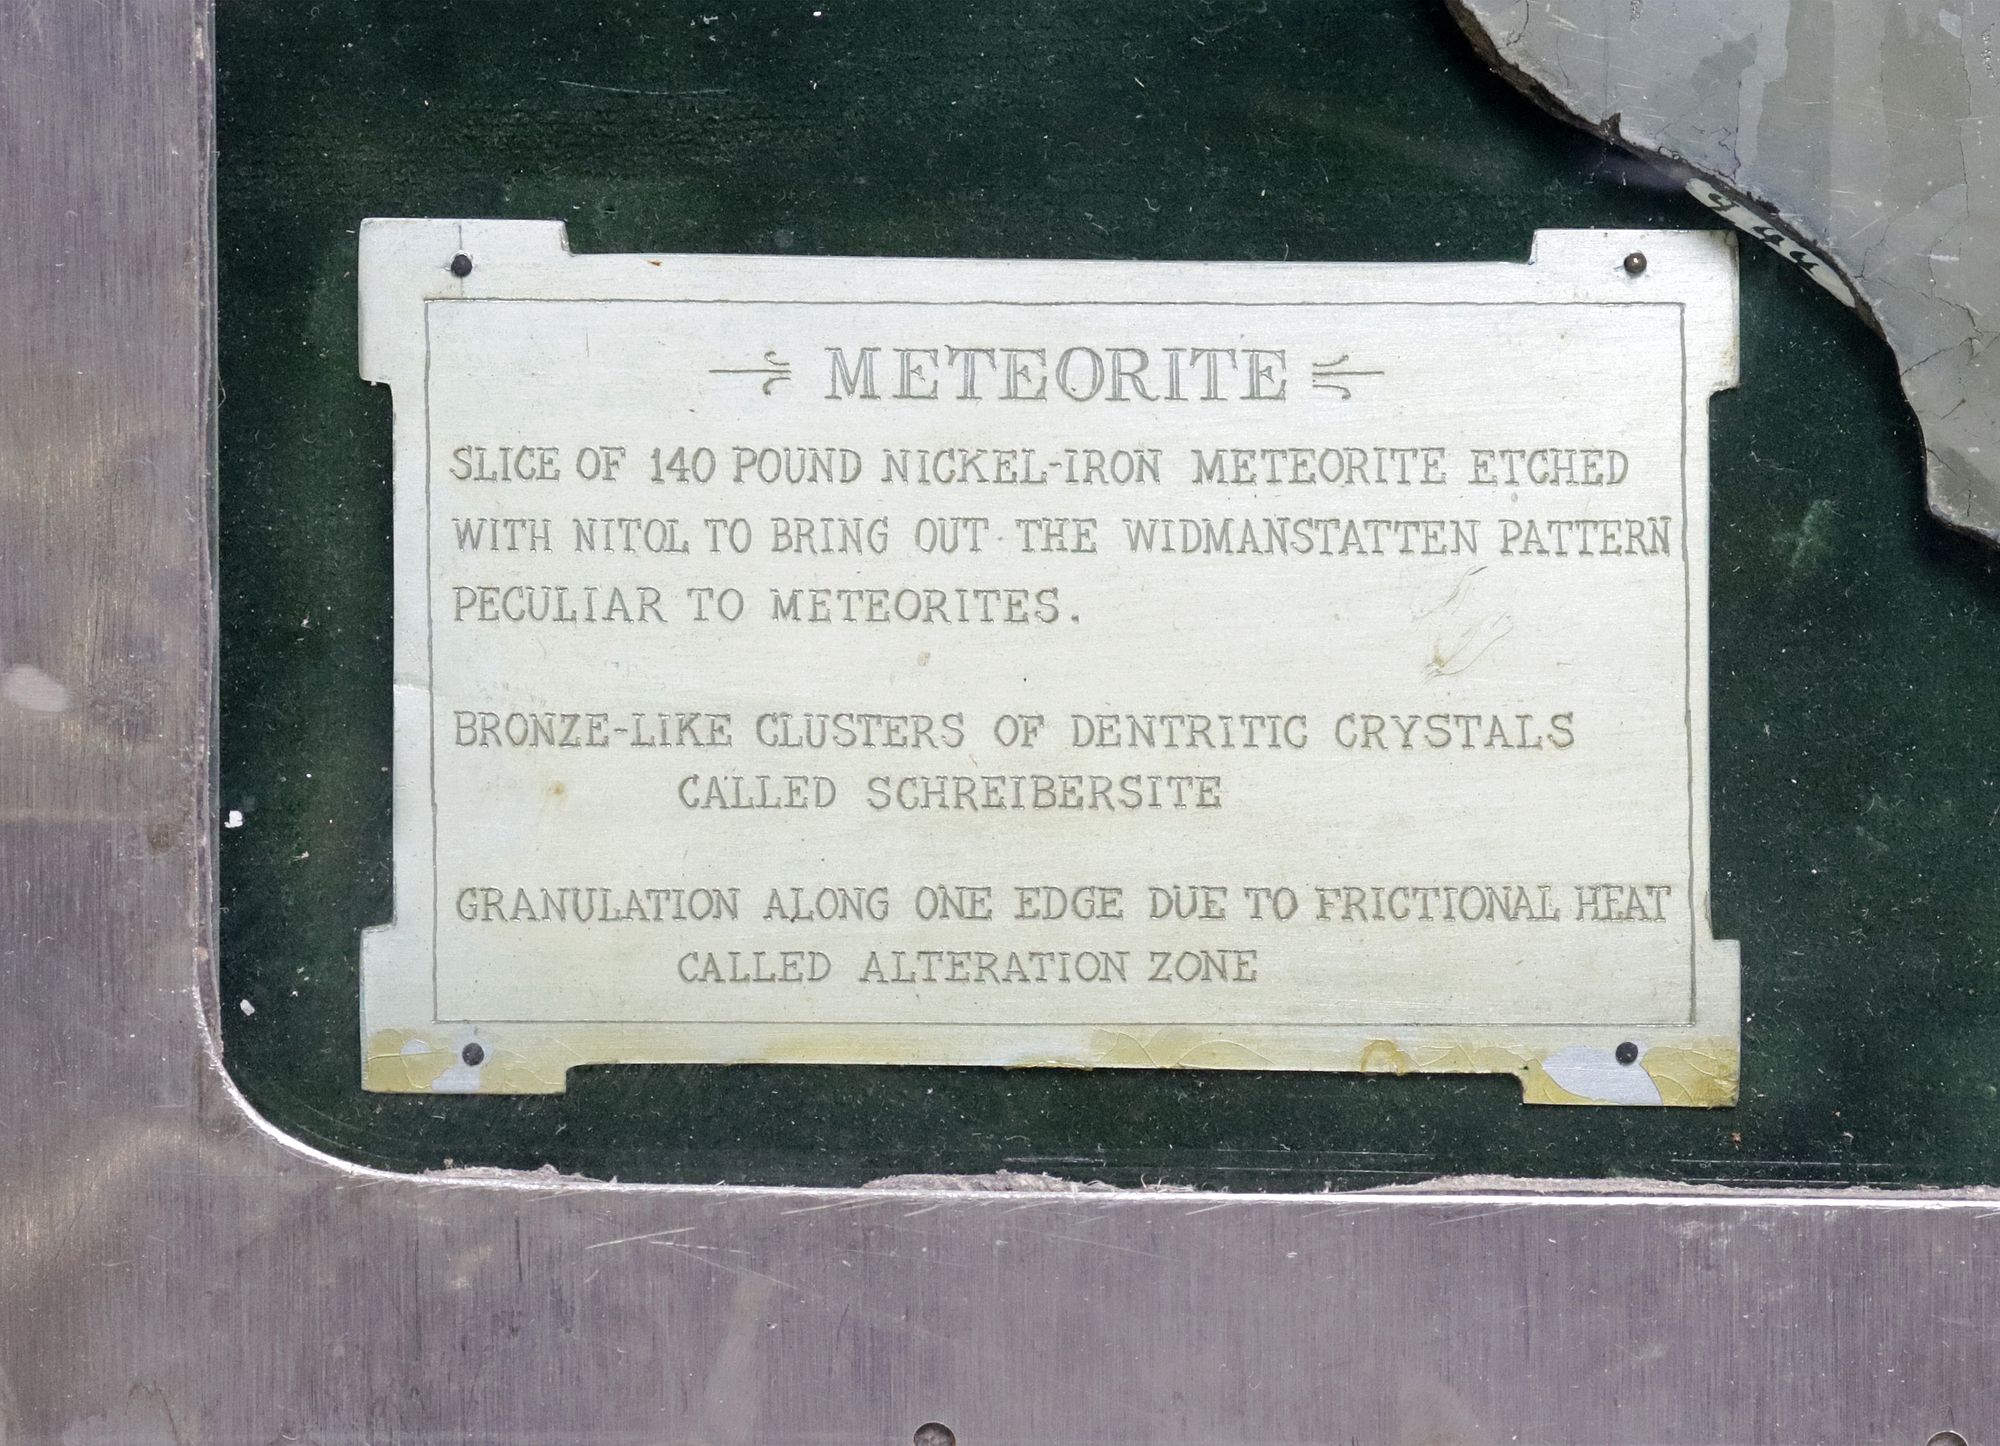 METEORITE
SLICE OF 140 POUND NICKEL-IRON METEORITE ETCHED
WITH NITOL TO BRING OUT THE WIDMANSTATTEN PATTERN
PECULIAR TO METEORITES.
BRONZE-LIKE CLUSTERS OF DENTRITIC CRYSTALS
CALLED SCHREIBERSITE
GRANULATION ALONG ONE EDGE DUE TO FRICTIONAL HEAT
CALLED ALTERATION ZONE